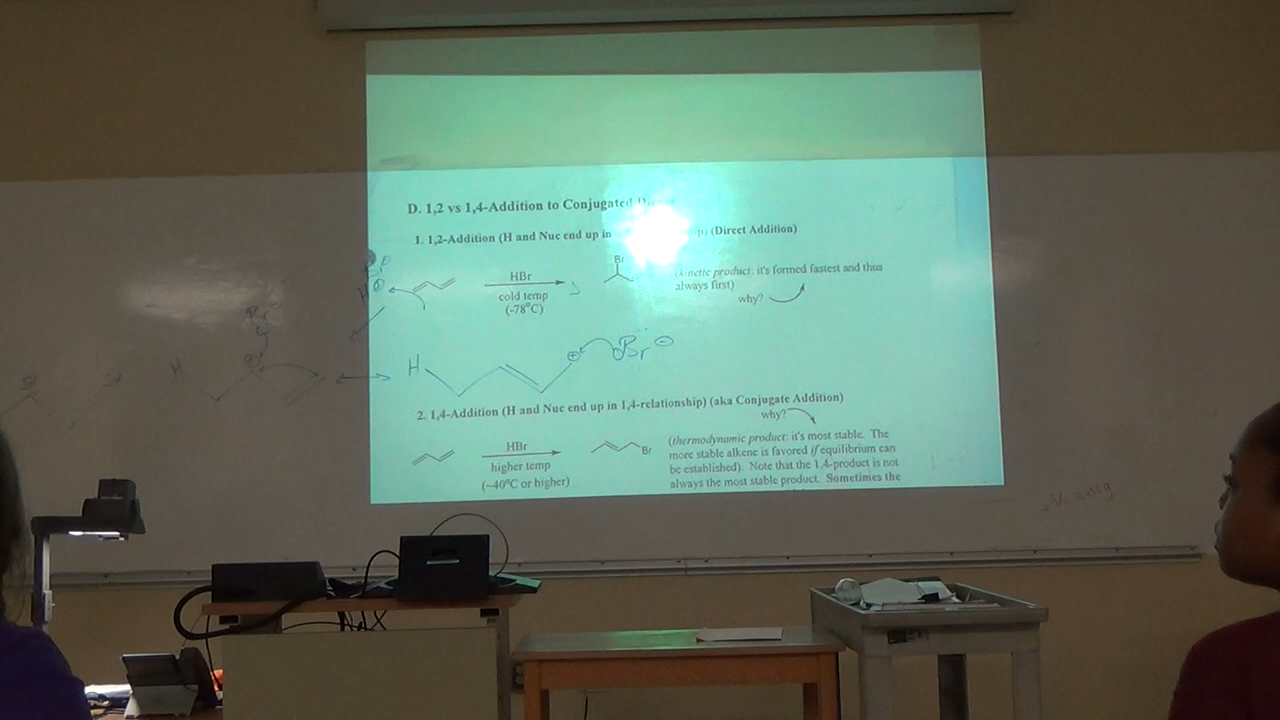 D. 1,2 vs 1,4-Addition to Conjugated
1. 1,2-Addition (H and Nuc end up in (Direct Addition)
HBr
cold temp
(-78°C)
Br
product: it's formed fastest and thus
always first)
why?
H
⊕
Br ⊖
2. 1,4-Addition (H and Nuc end up in 1,4-relationship) (aka Conjugate Addition)
why?
HBr
higher temp
(~40°C or higher)
Br
(thermodynamic product: it's most stable. The
more stable alkene is favored if equilibrium can
be established). Note that the 1,4-product is not
always the most stable product. Sometimes the
H
⊕